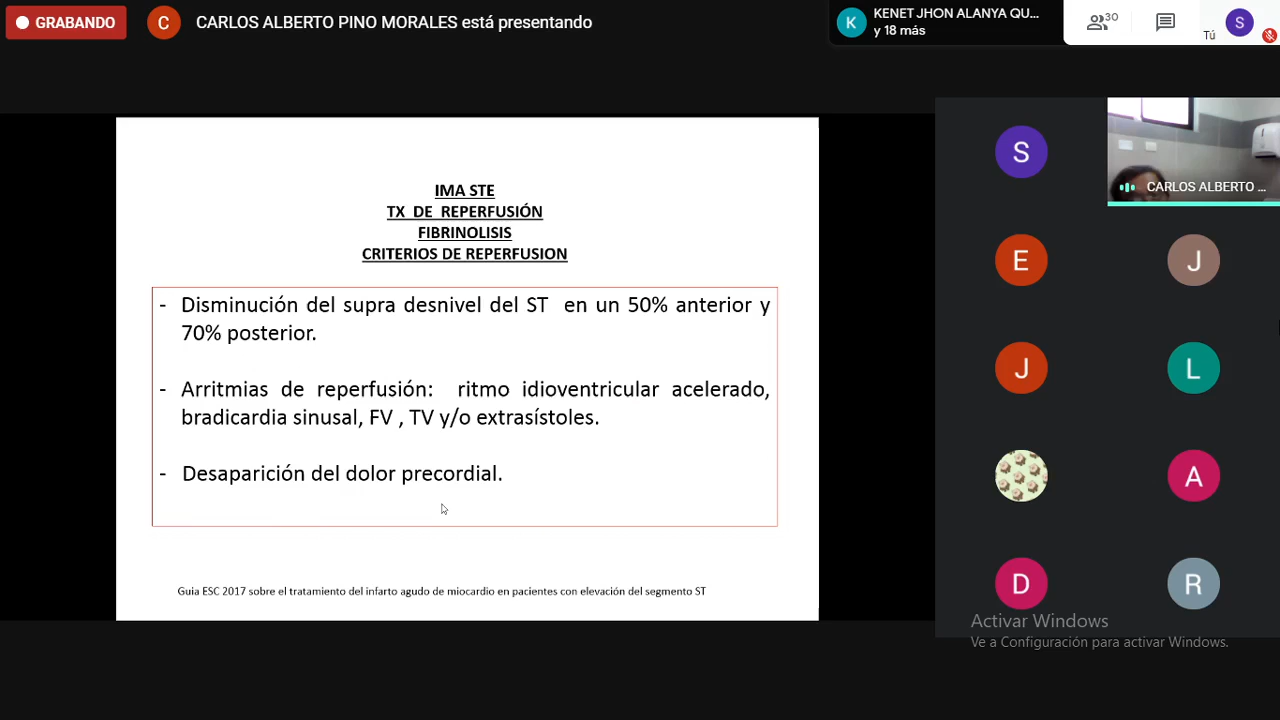 GRABANDO
C
CARLOS ALBERTO PINO MORALES está presentando
K
KENET JHON ALANYA QU...
y 18 más
30
Tú
S
IMA STE
TX DE REPERFUSIÓN
FIBRINOLISIS
CRITERIOS DE REPERFUSION
- Disminución del supra desnivel del ST en un 50% anterior y
70% posterior.
- Arritmias de reperfusión: ritmo idioventricular acelerado,
bradicardia sinusal, FV , TV y/o extrasístoles.
- Desaparición del dolor precordial.
Guia ESC 2017 sobre el tratamiento del infarto agudo de miocardio en pacientes con elevación del segmento ST
S
CARLOS ALBERTO ...
E
J
J
L
A
D
R
Activar Windows
Ve a Configuración para activar Windows.